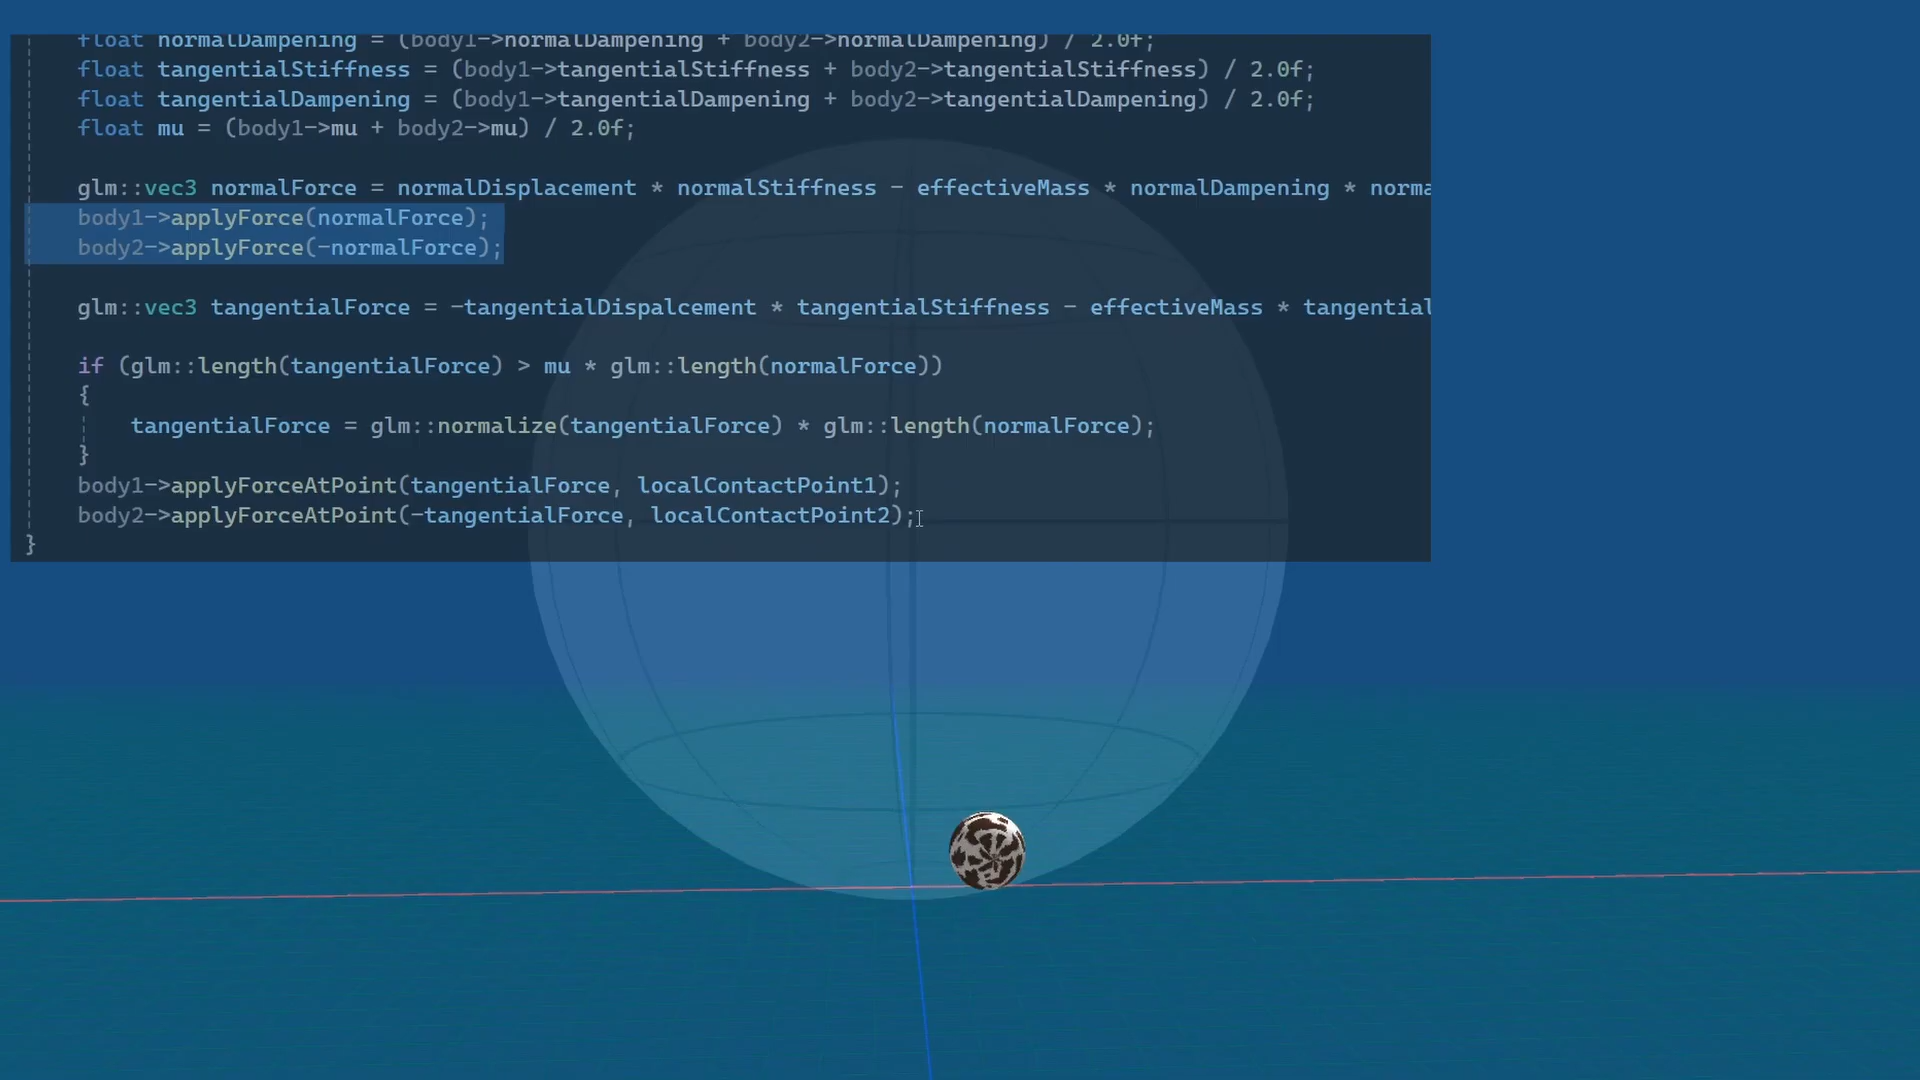 float normalDampening = (body1->normalDampening + body2->normalDampening) / 2.0f;
float tangentialStiffness = (body1->tangentialStiffness + body2->tangentialStiffness) / 2.0f;
float tangentialDampening = (body1->tangentialDampening + body2->tangentialDampening) / 2.0f;
float mu = (body1->mu + body2->mu) / 2.0f;
glm::vec3 normalForce = normalDisplacement * normalStiffness - effectiveMass * normalDampening * norma
body1->applyForce(normalForce);
body2->applyForce(-normalForce);
glm::vec3 tangentialForce = -tangentialDispalcement * tangentialStiffness - effectiveMass * tangential
if (glm::length(tangentialForce) > mu * glm::length(normalForce))
{
tangentialForce = glm::normalize(tangentialForce) * glm::length(normalForce);
}
body1->applyForceAtPoint(tangentialForce, localContactPoint1);
body2->applyForceAtPoint(-tangentialForce, localContactPoint2);
}